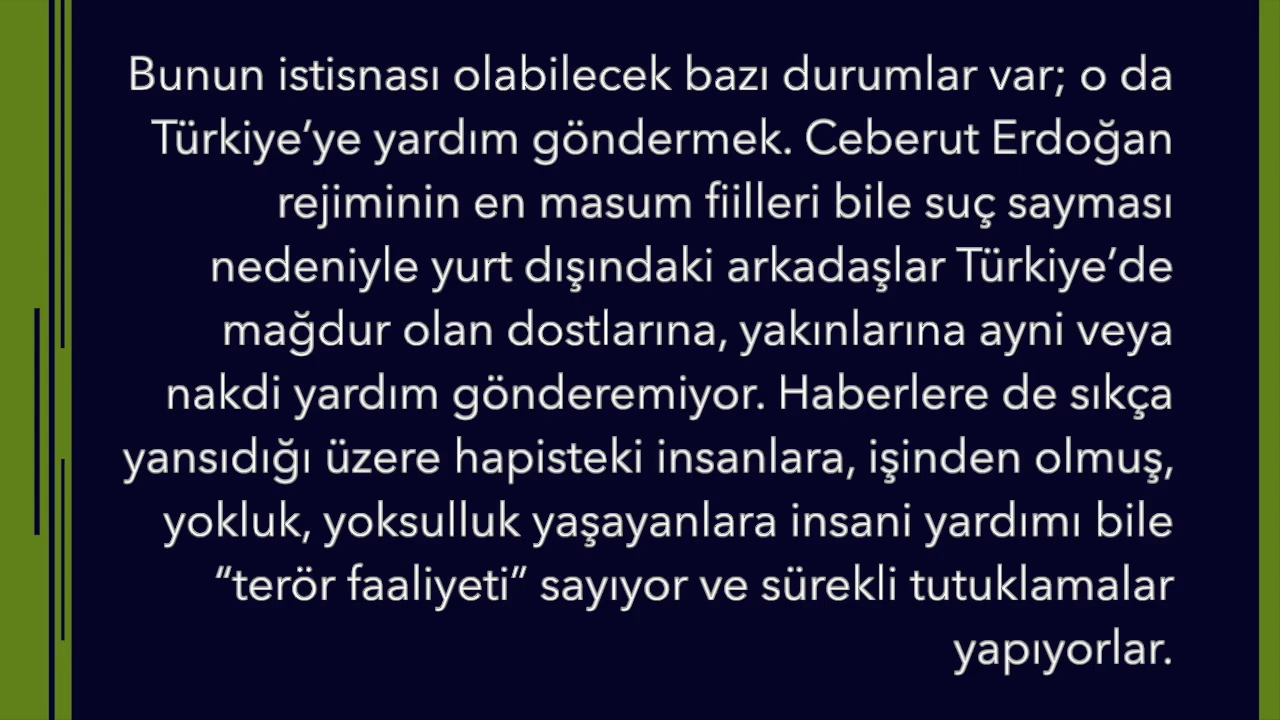 Bunun istisnası olabilecek bazı durumlar var; o da
Türkiye’ye yardım göndermek. Ceberut Erdoğan
rejiminin en masum fiilleri bile suç sayması
nedeniyle yurt dışındaki arkadaşlar Türkiye’de
mağdur olan dostlarına, yakınlarına ayni veya
nakdi yardım gönderemiyor. Haberlere de sıkça
yansıdığı üzere hapisteki insanlara, işinden olmuş,
yokluk, yoksulluk yaşayanlara insani yardımı bile
“terör faaliyeti” sayıyor ve sürekli tutuklamalar
yapıyorlar.